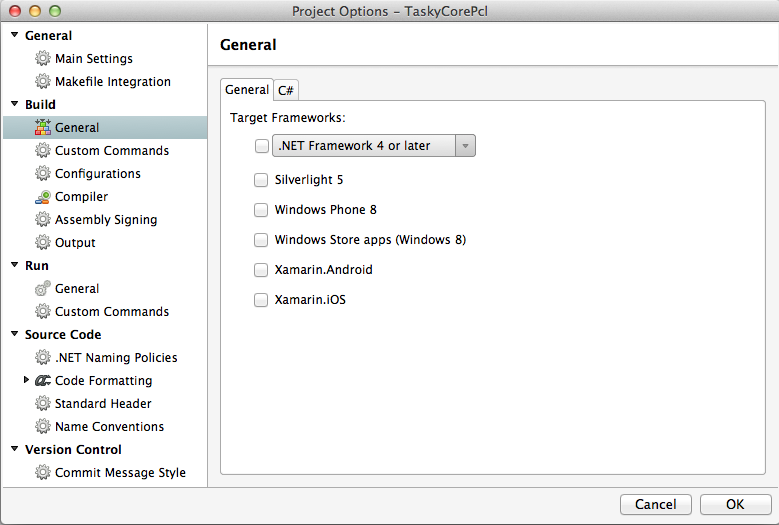 Project Options – TaskyCorePcl
General
Main Settings
Makefile Integration
Build
General
Custom Commands
Configurations
Compiler
Assembly Signing
Output
Run
General
Custom Commands
Source Code
.NET Naming Policies
Code Formatting
Standard Header
Name Conventions
Version Control
Commit Message Style
General
General C#
Target Frameworks:
.NET Framework 4 or later
Silverlight 5
Windows Phone 8
Windows Store apps (Windows 8)
Xamarin.Android
Xamarin.iOS
Cancel OK